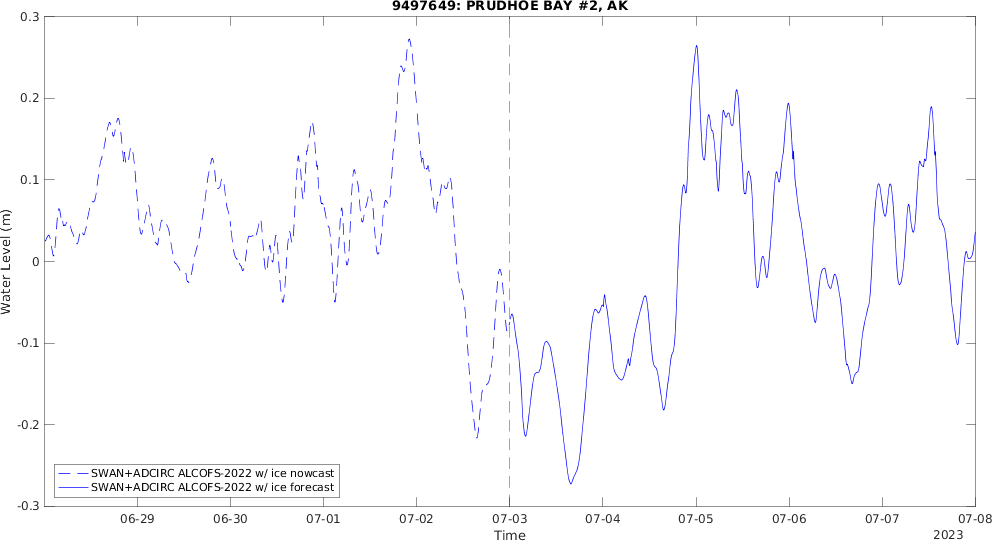 9497649: PRUDHOE BAY #2, AK
Water Level (m)
0.3
0.2
0.1
0
-0.1
-0.2
-0.3
SWAN+ADCIRC ALCOFS-2022 w/ ice nowcast
SWAN+ADCIRC ALCOFS-2022 w/ ice forecast
06-29 06-30 07-01 07-02 07-03 07-04 07-05 07-06 07-07 07-08
Time
2023